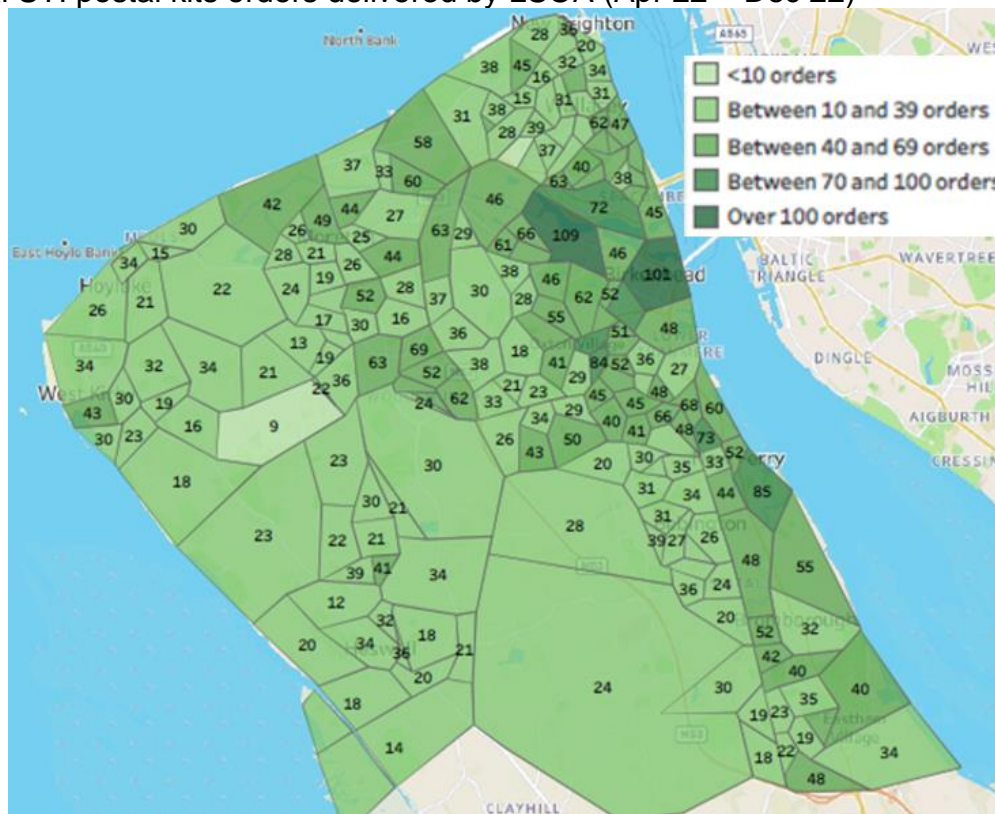 STI postal kits orders delivered by LSOA (Apr 22 – Dec 22)
New Brighton
North Bank
28 36
20
A565
38 45 32
16 34
<10 orders
31 38 15 31 31
Between 10 and 39 orders
58 28 39 62 47
Between 40 and 69 orders
37 33 60 37 40 38
63
Between 70 and 100 orders
Over 100 orders
42 49 44 27 46 72 45
30 26 25 63 29 61 66 109 46
East Hoyle Bank
15
34
28 21 26 44 38 46 101
BALTIC TRIANGLE
WAVERTREE
Hoylake
26 21 22 24 19 52 28 37 30 28 62 52
17 30 16 55 51 48
13 36
DINGLE
34 32 34 21 19 63 69 38 18 41 84 52 36 27
MOSS
22 36 52 29
West Kirby
43 30 19 24 62 33 21 23 45 48 68 60
AIGBURTH
16 9 34 29 40 45 66
30 23 26 43 50 41 48 73 52
18 23 30 20 30 35 33
31 34 44 85
30 21
23 22 21 28 31 39 27 26 48 55
39 41 34
M53
36 24
12 32 20 52 32
20 34 36 18 21 42 40
20
18 24 30 35 40
19 23
Eastham Village
14
M53
18 22 19 34
48
CLAYHILL